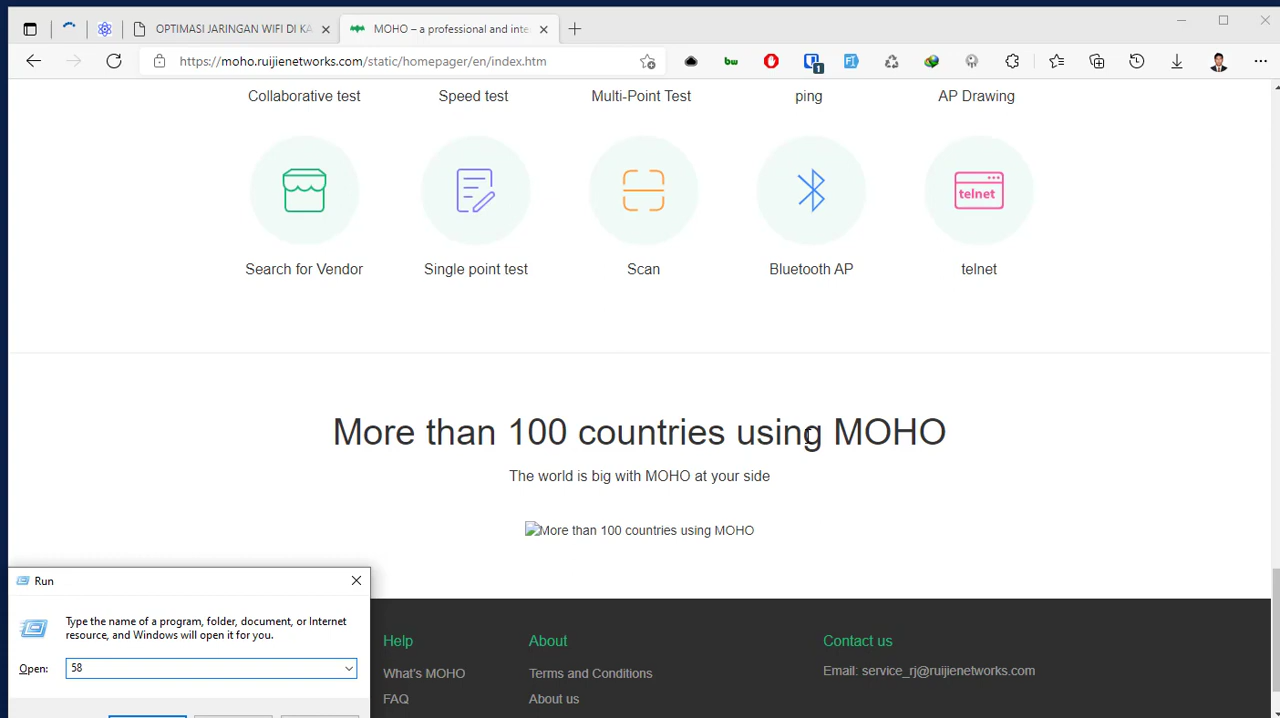 OPTIMASI JARINGAN WIFI DI KA
MOHO – a professional and inte
https://moho.ruijienetworks.com/static/homepager/en/index.htm
1
Collaborative test
Speed test
Multi-Point Test
ping
AP Drawing
telnet
Search for Vendor
Single point test
Scan
Bluetooth AP
telnet
More than 100 countries using MOHO
The world is big with MOHO at your side
More than 100 countries using MOHO
Run
Type the name of a program, folder, document, or Internet
resource, and Windows will open it for you.
Open:
58
Help
What's MOHO
FAQ
About
Terms and Conditions
About us
Contact us
Email: service_rj@ruijienetworks.com